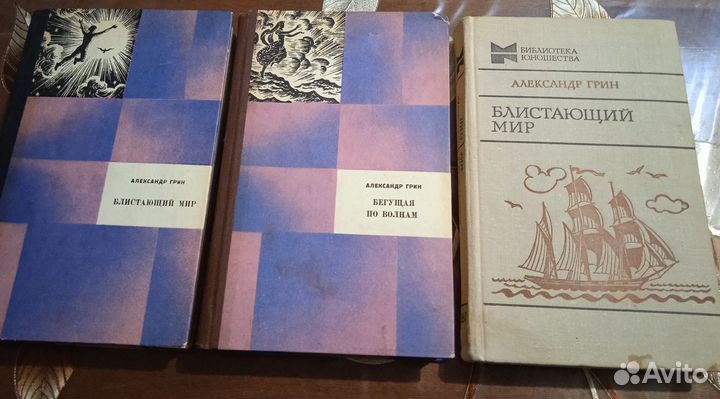 АЛЕКСАНДР ГРИН
БЛИСТАЮЩИЙ МИР
АЛЕКСАНДР ГРИН
БЕГУЩАЯ
ПО ВОЛНАМ
БИБЛИОТЕКА
ЮНОШЕСТВА
АЛЕКСАНДР ГРИН
БЛИСТАЮЩИЙ
МИР
Avito